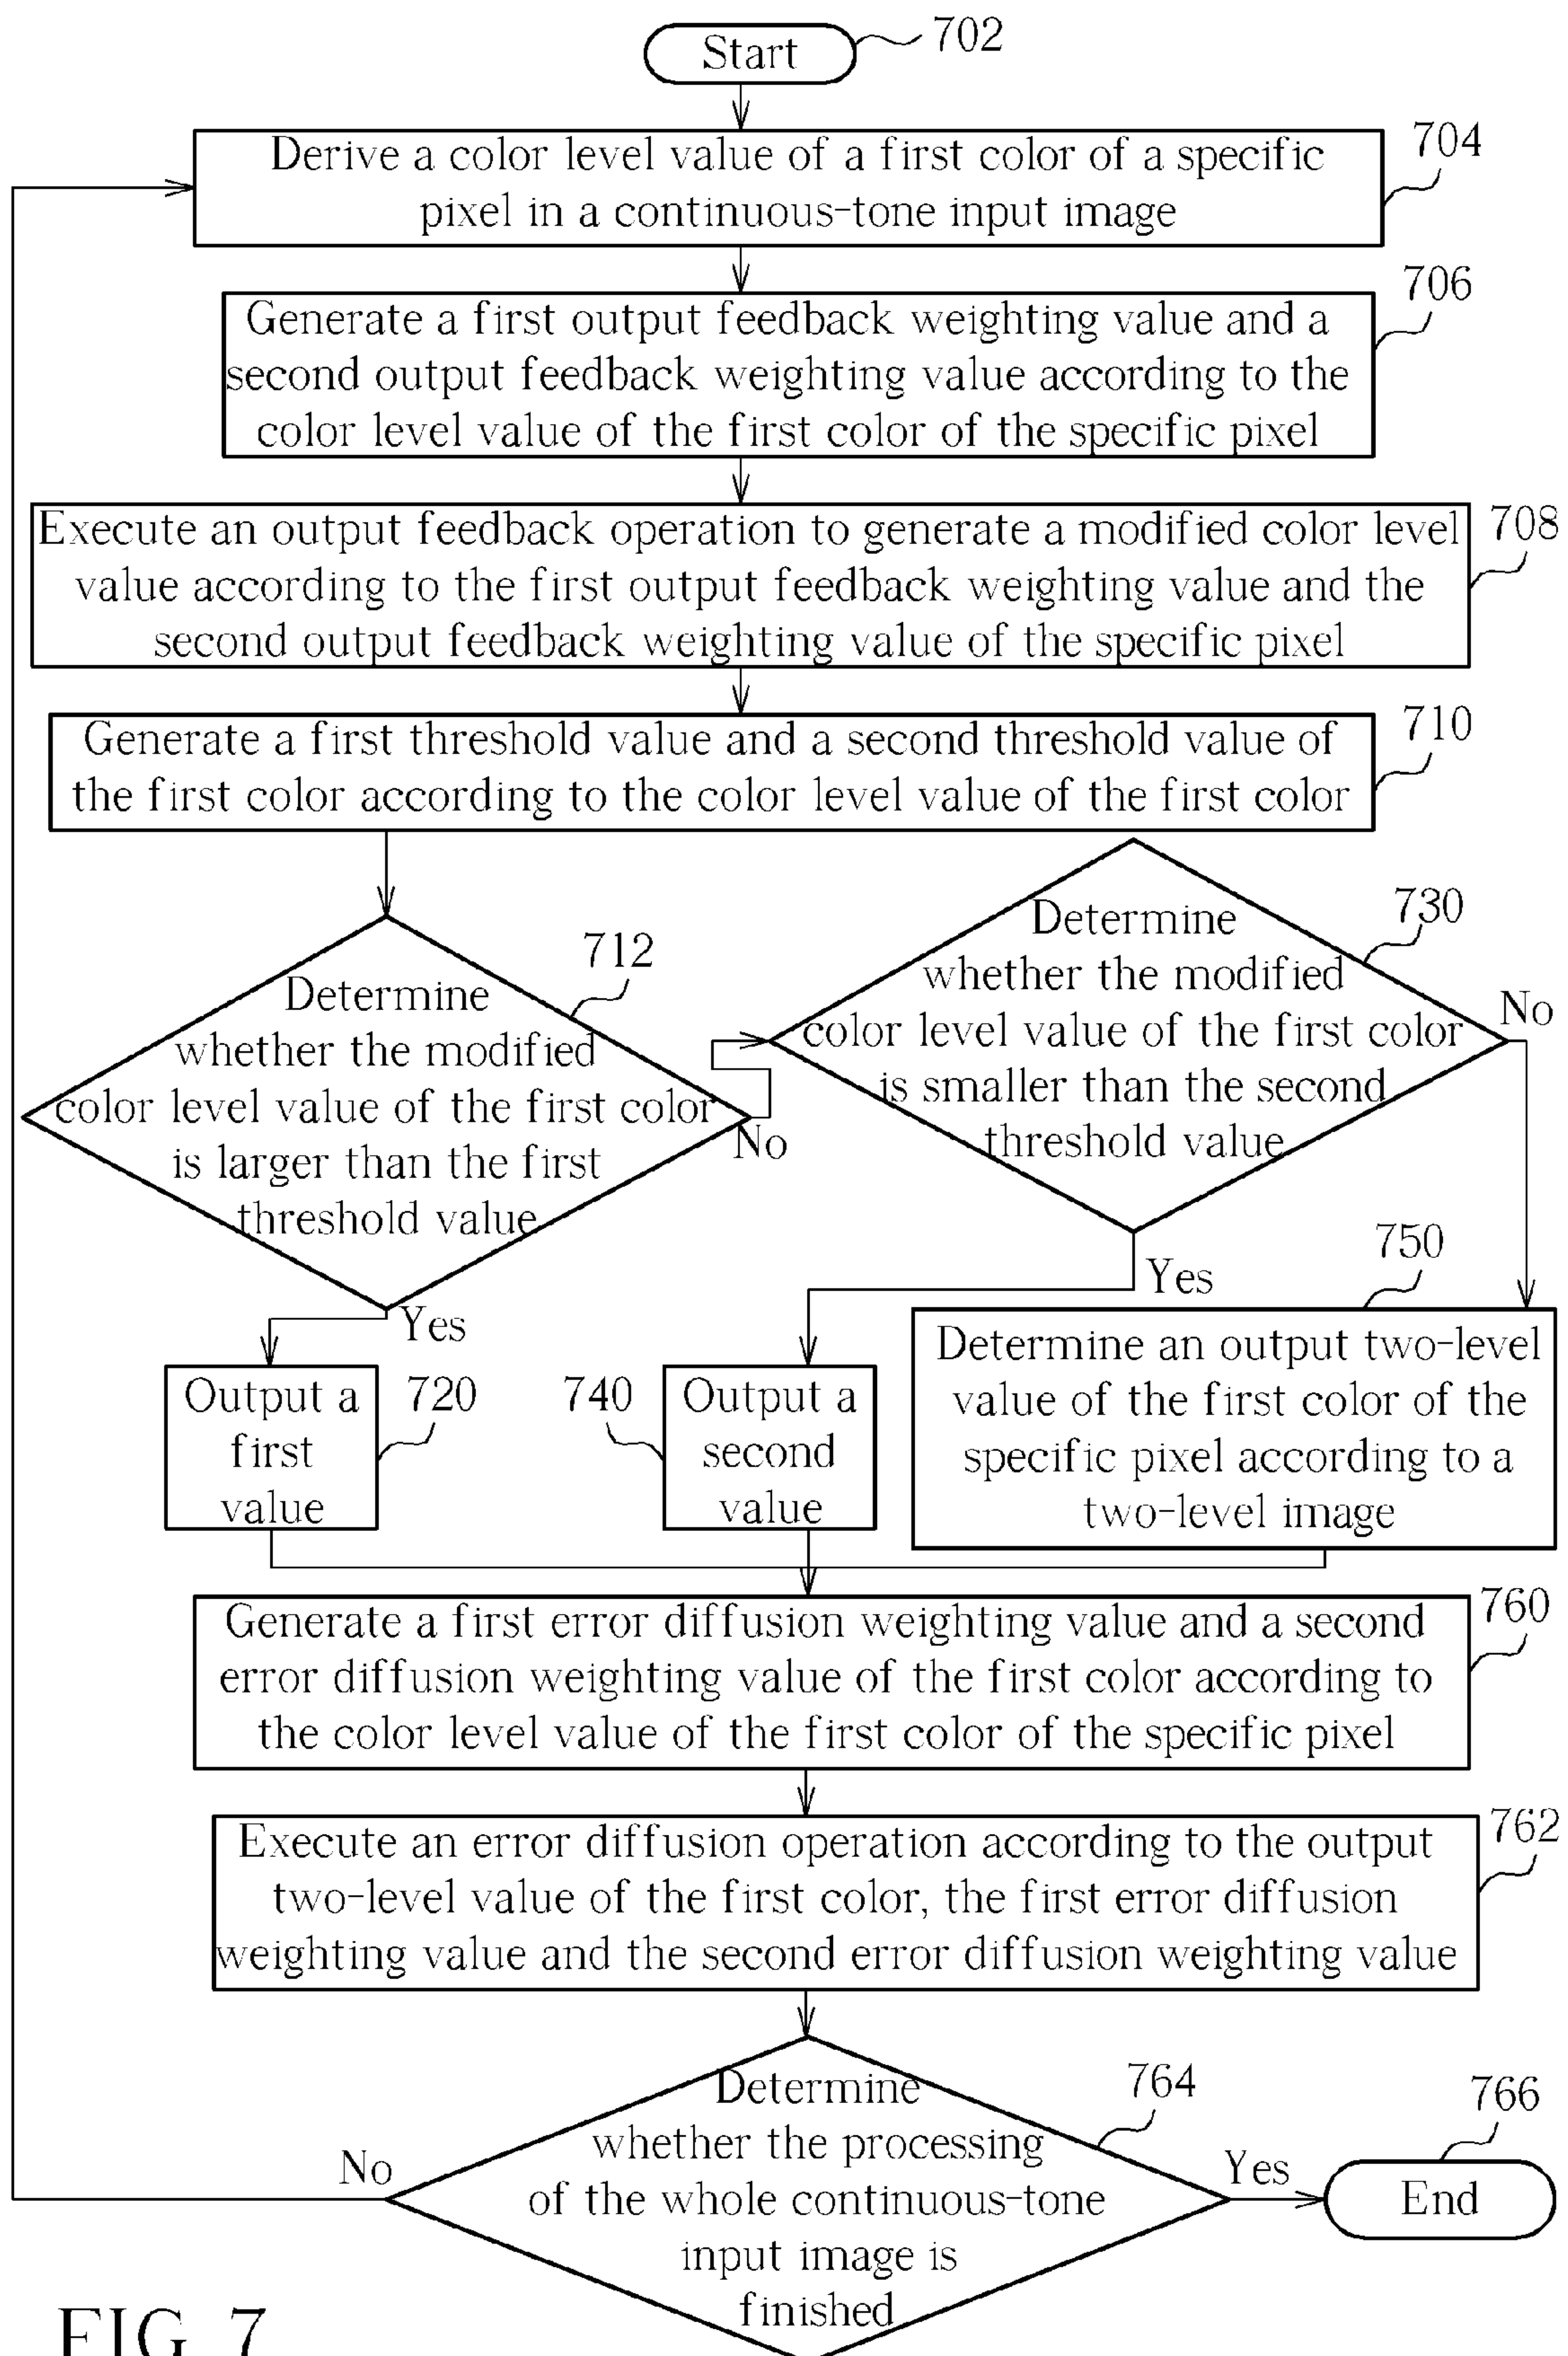 Start
702
Derive a color level value of a first color of a specific
pixel in a continuous-tone input image
704
Generate a first output feedback weighting value and a
second output feedback weighting value according to the
color level value of the first color of the specific pixel
706
Execute an output feedback operation to generate a modified color level
value according to the first output feedback weighting value and the
second output feedback weighting value of the specific pixel
708
Generate a first threshold value and a second threshold value of
the first color according to the color level value of the first color
710
Determine
whether the modified
color level value of the first color
is larger than the first
threshold value
712
No
Yes
Determine
whether the modified
color level value of the first color
is smaller than the second
threshold value
730
No
Yes
Output a
first
value
720
740
Output a
second
value
750
Determine an output two-level
value of the first color of the
specific pixel according to a
two-level image
Generate a first error diffusion weighting value and a second
error diffusion weighting value of the first color according to
the color level value of the first color of the specific pixel
760
Execute an error diffusion operation according to the output
two-level value of the first color, the first error diffusion
weighting value and the second error diffusion weighting value
762
Determine
whether the processing
of the whole continuous-tone
input image is
finished
764
No
Yes
766
End
FIG 7